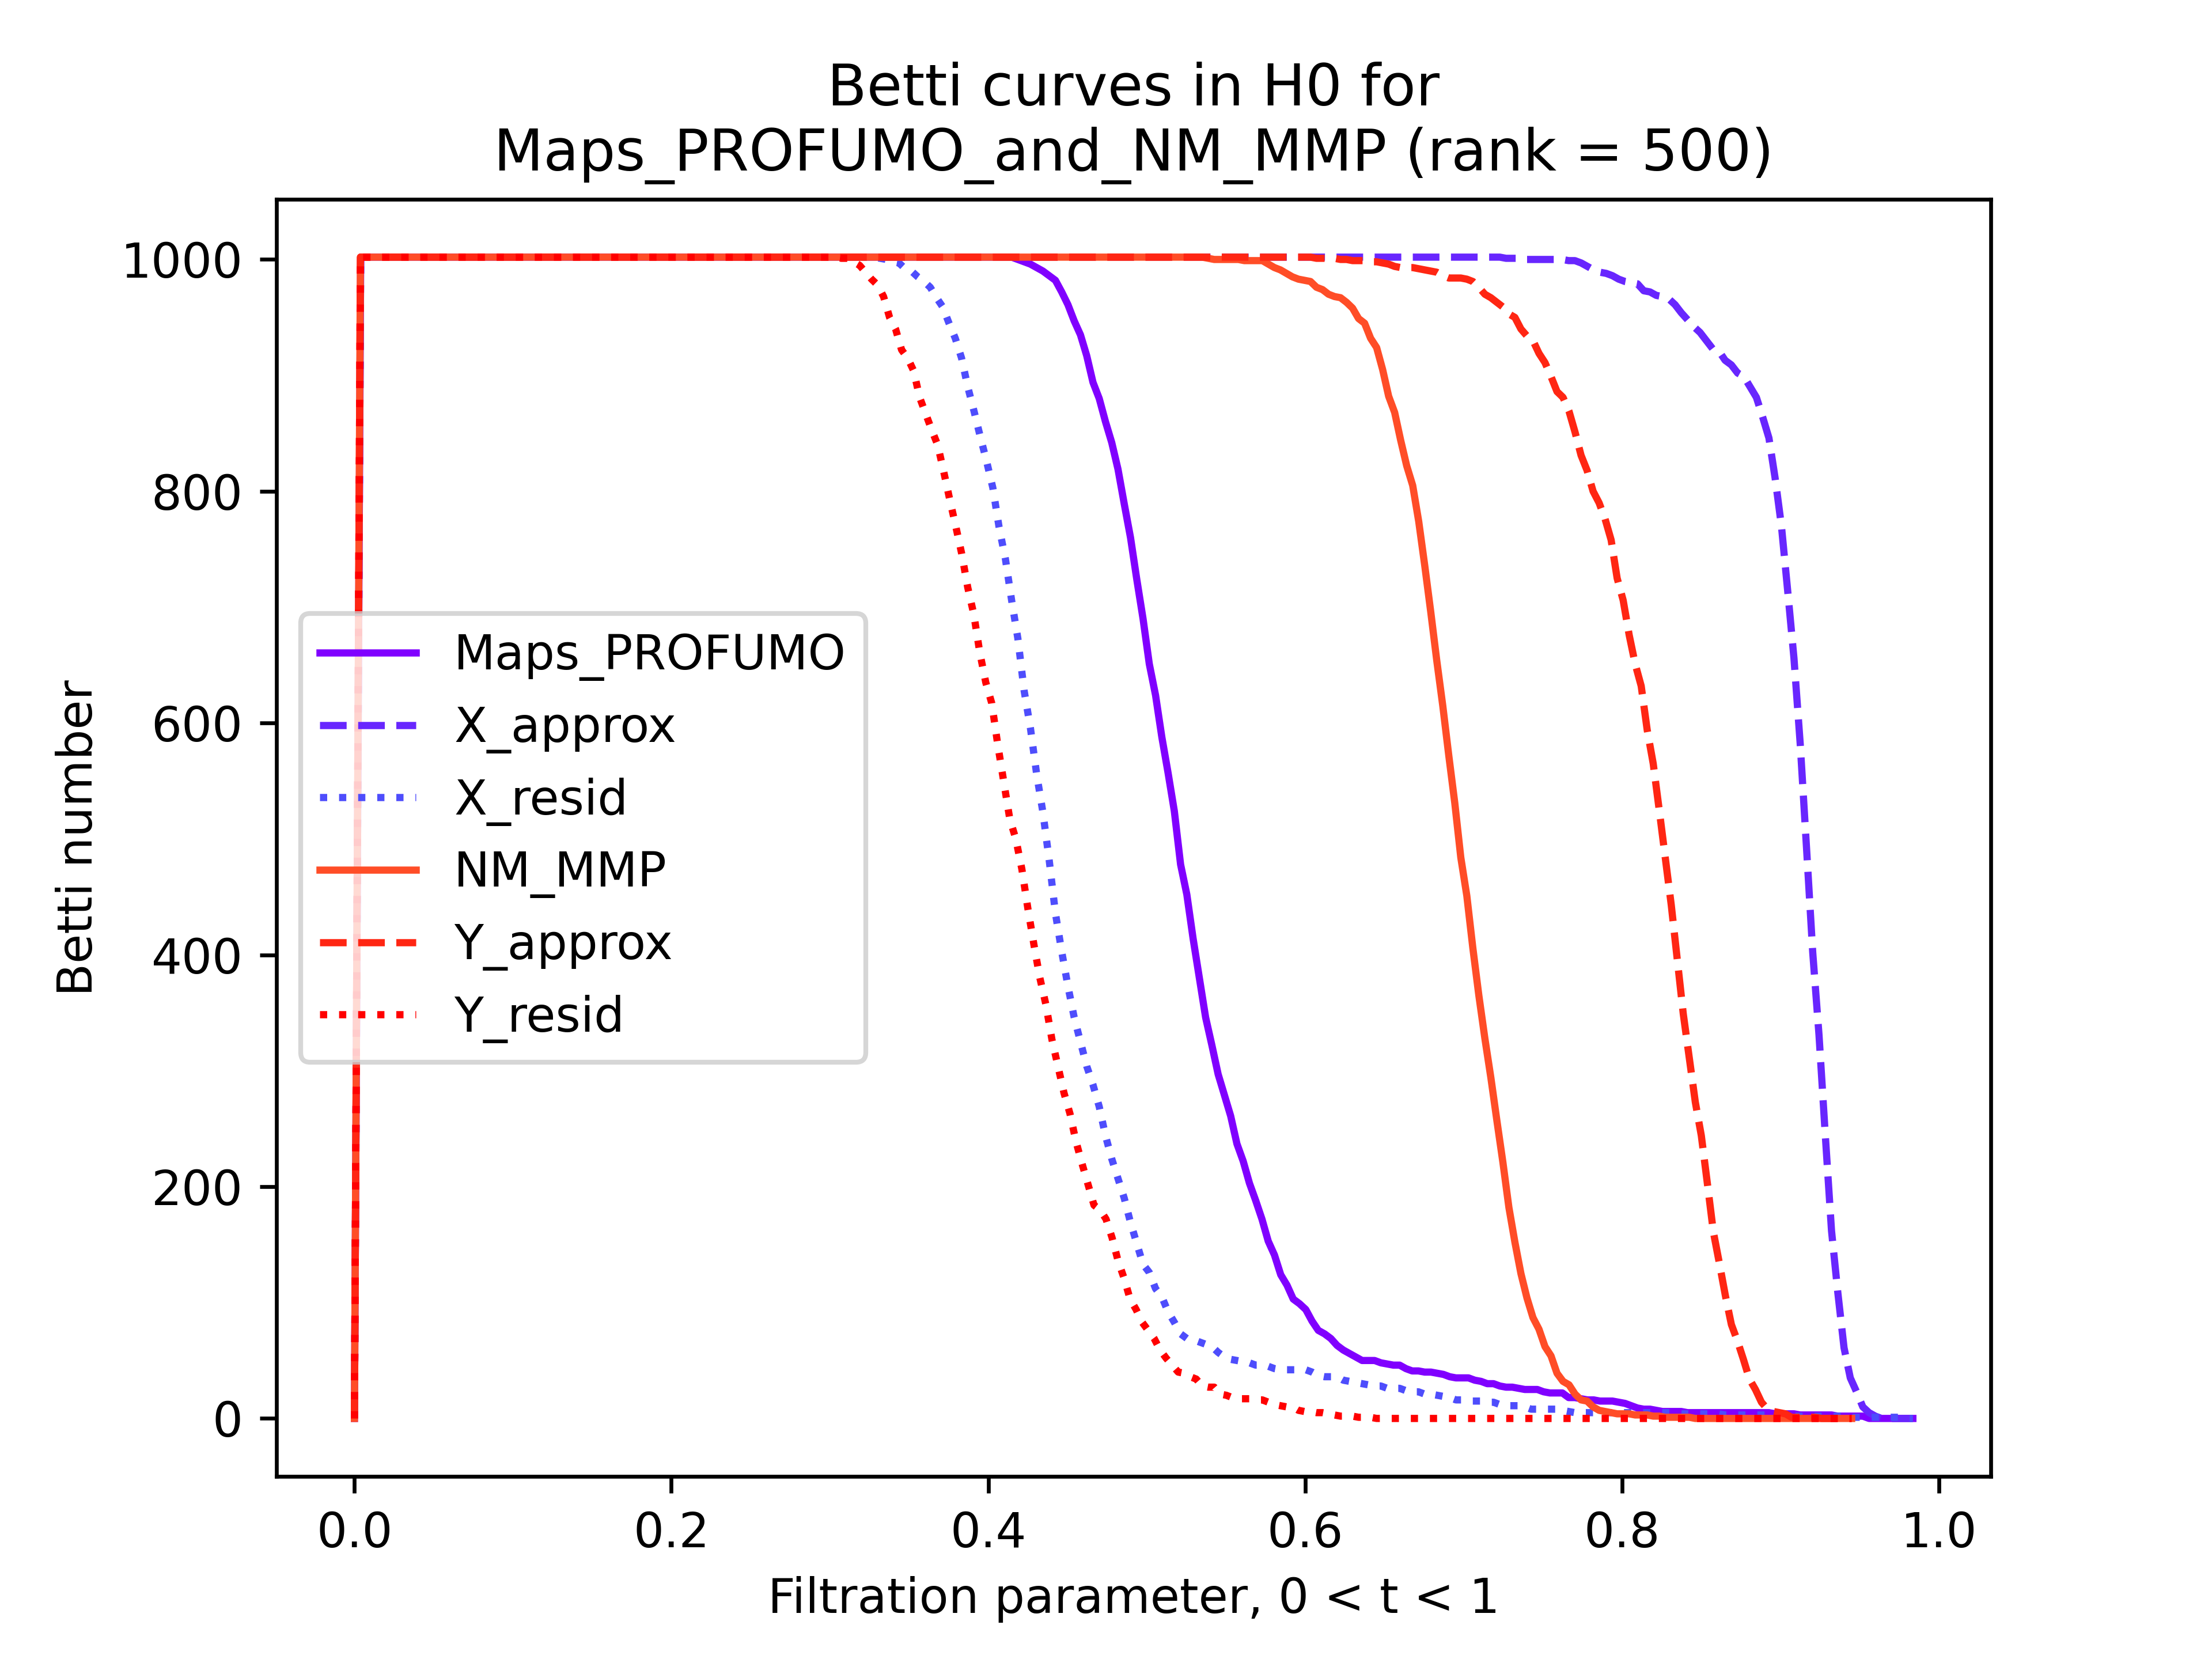 Betti curves in H0 for
Maps_PROFUMO_and_NM_MMP (rank = 500)
Betti number
1000
800
600
400
200
0
Maps_PROFUMO
X_approx
X_resid
NM_MMP
Y_approx
Y_resid
0.0 0.2 0.4 0.6 0.8 1.0
Filtration parameter, 0 < t < 1